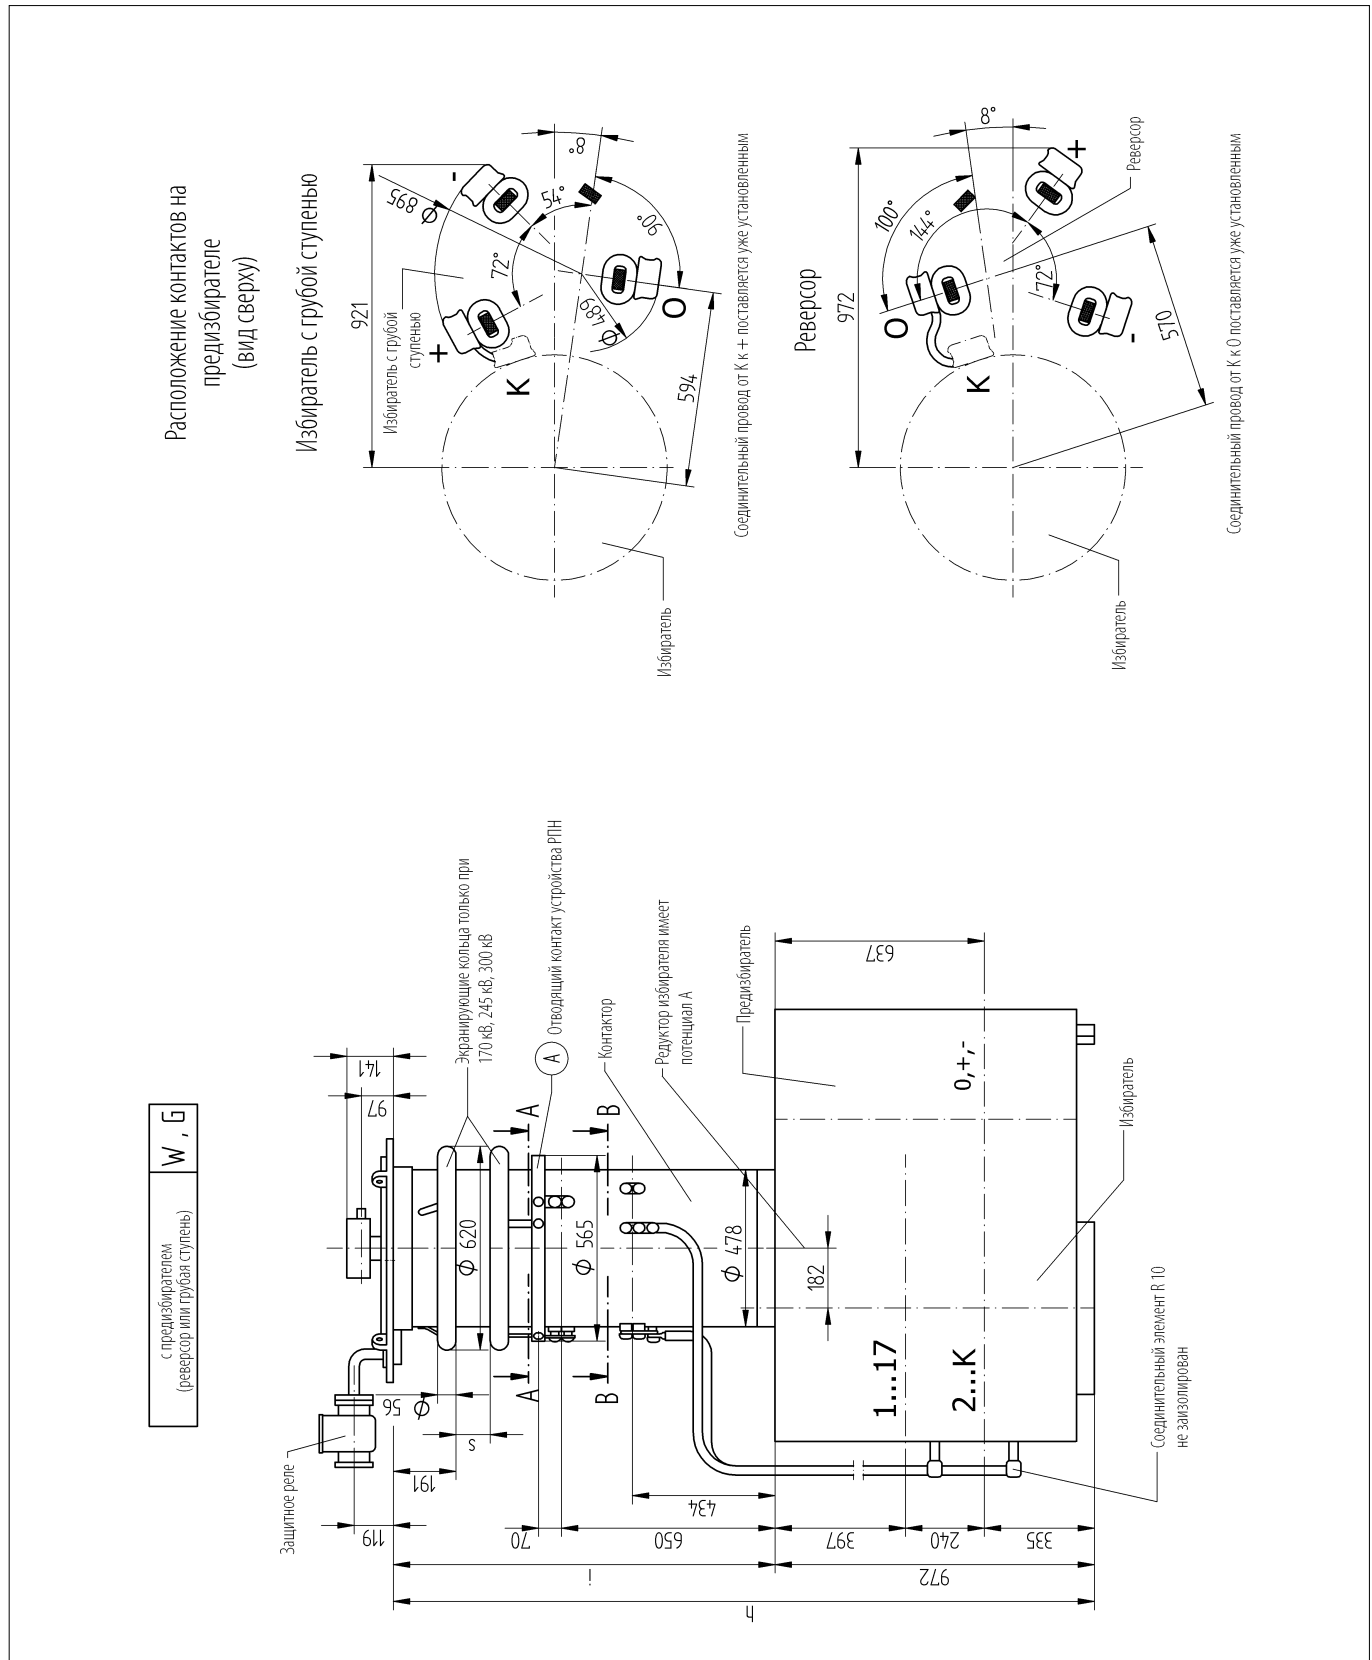 с предизбирателем
(реверсор или грубая ступень)
W , G
Защитное реле
119
191
s
56
Ø
97
141
Экранирующие кольца только при
170 кВ, 245 кВ, 300 кВ
Ø 620
A
A
A
Отводящий контакт устройства РПН
Ø 565
B
B
Контактор
70
650
434
i
h
Ø 478
182
Редуктор избирателя имеет
потенциал А
Предизбиратель
637
0,+,-
1...17
2...K
397
240
335
972
Избиратель
Соединительный элемент R 10
не заизолирован
Расположение контактов на
предизбирателе
(вид сверху)
Избиратель с грубой ступенью
921
Избиратель с грубой
ступенью
Ø 895
-
+
K
72°
54°
8°
90°
Ø 489
O
594
Избиратель
Соединительный провод от К к + поставляется уже установленным
Реверсор
972
100°
144°
8°
O
K
72°
+
-
570
Реверсор
Избиратель
Соединительный провод от К к 0 поставляется уже установленным